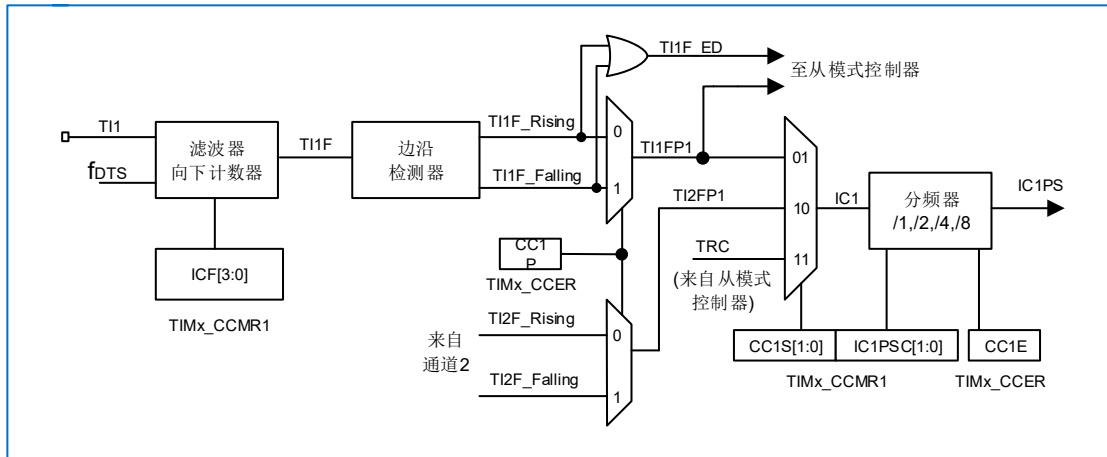 TI1F_ED
至从模式控制器
TI1
fDTS
滤波器
向下计数器
TI1F
边沿
检测器
TI1F_Rising
TI1F_Falling
0
1
TI1FP1
TI2FP1
TRC
(来自从模式
控制器)
01
10
11
IC1
分频器
/1,/2,/4,/8
IC1PS
ICF[3:0]
TIMx_CCMR1
CC1
P
TIMx_CCER
来自
通道2
TI2F_Rising
TI2F_Falling
0
1
CC1S[1:0]
IC1PSC[1:0]
CC1E
TIMx_CCMR1
TIMx_CCER